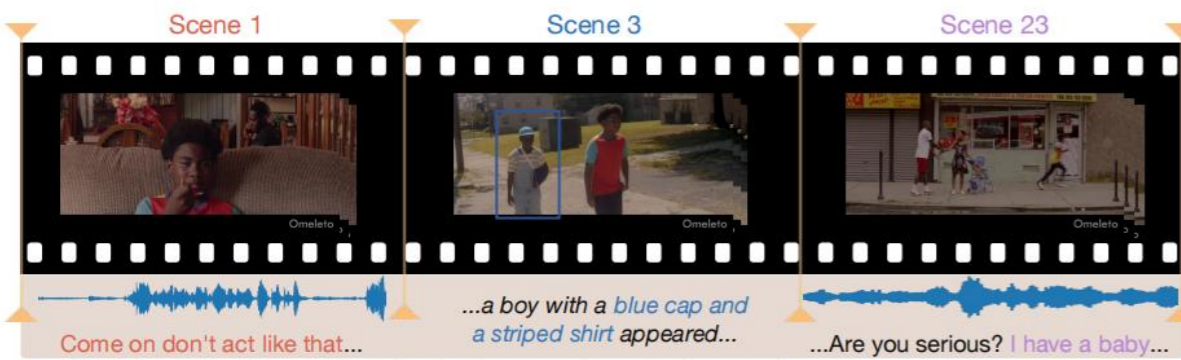 Scene 1
Scene 3
Scene 23
Omeleto
Omeleto
Omeleto
Come on don't act like that...
...a boy with a blue cap and
a striped shirt appeared...
...Are you serious? I have a baby...